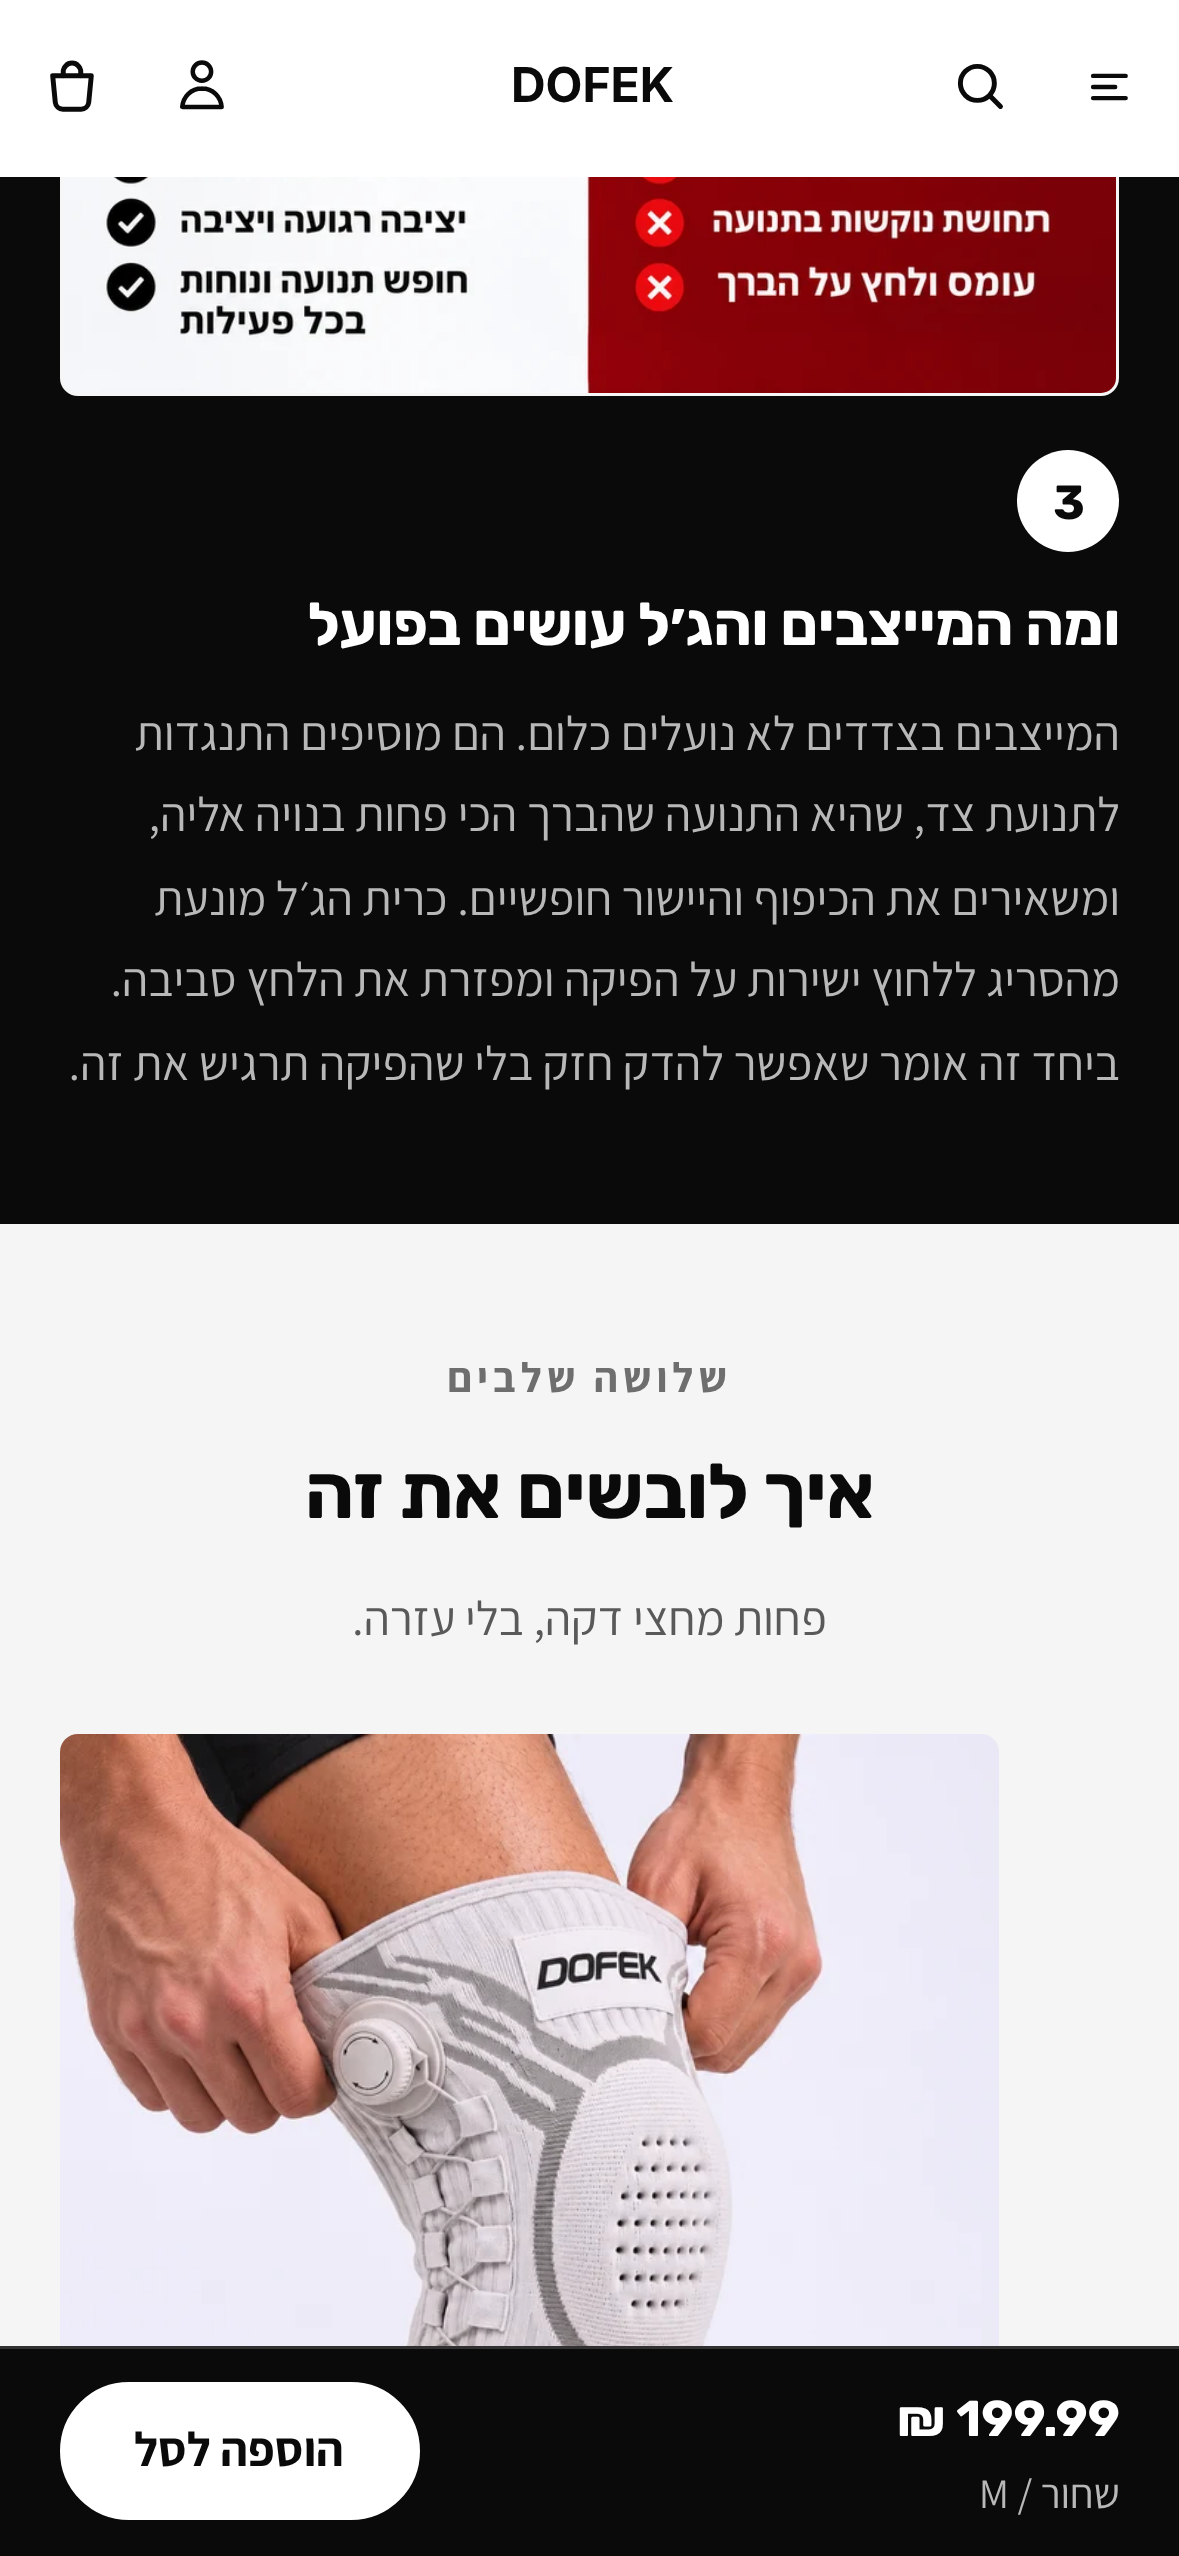 DOFEK
תחושת נוקשות בתנועה
עומס ולחץ על הברך
יציבה רגועה ויציבה
חופש תנועה ונוחות
בכל פעילות
3
ומה המייצבים והג׳ל עושים בפועל
המייצבים בצדדים לא נועלים כלום. הם מוסיפים התנגדות
לתנועת צד, שהיא התנועה שהברך הכי פחות בנויה אליה,
ומשאירים את הכיפוף והיישור חופשיים. כרית הג׳ל מונעת
מהסריג ללחוץ ישירות על הפיקה ומפזרת את הלחץ סביבה.
ביחד זה אומר שאפשר להדק חזק בלי שהפיקה תרגיש את זה.
שלושה שלבים
איך לובשים את זה
פחות מחצי דקה, בלי עזרה.
DOFEK
199.99 ₪
שחור / M
הוספה לסל